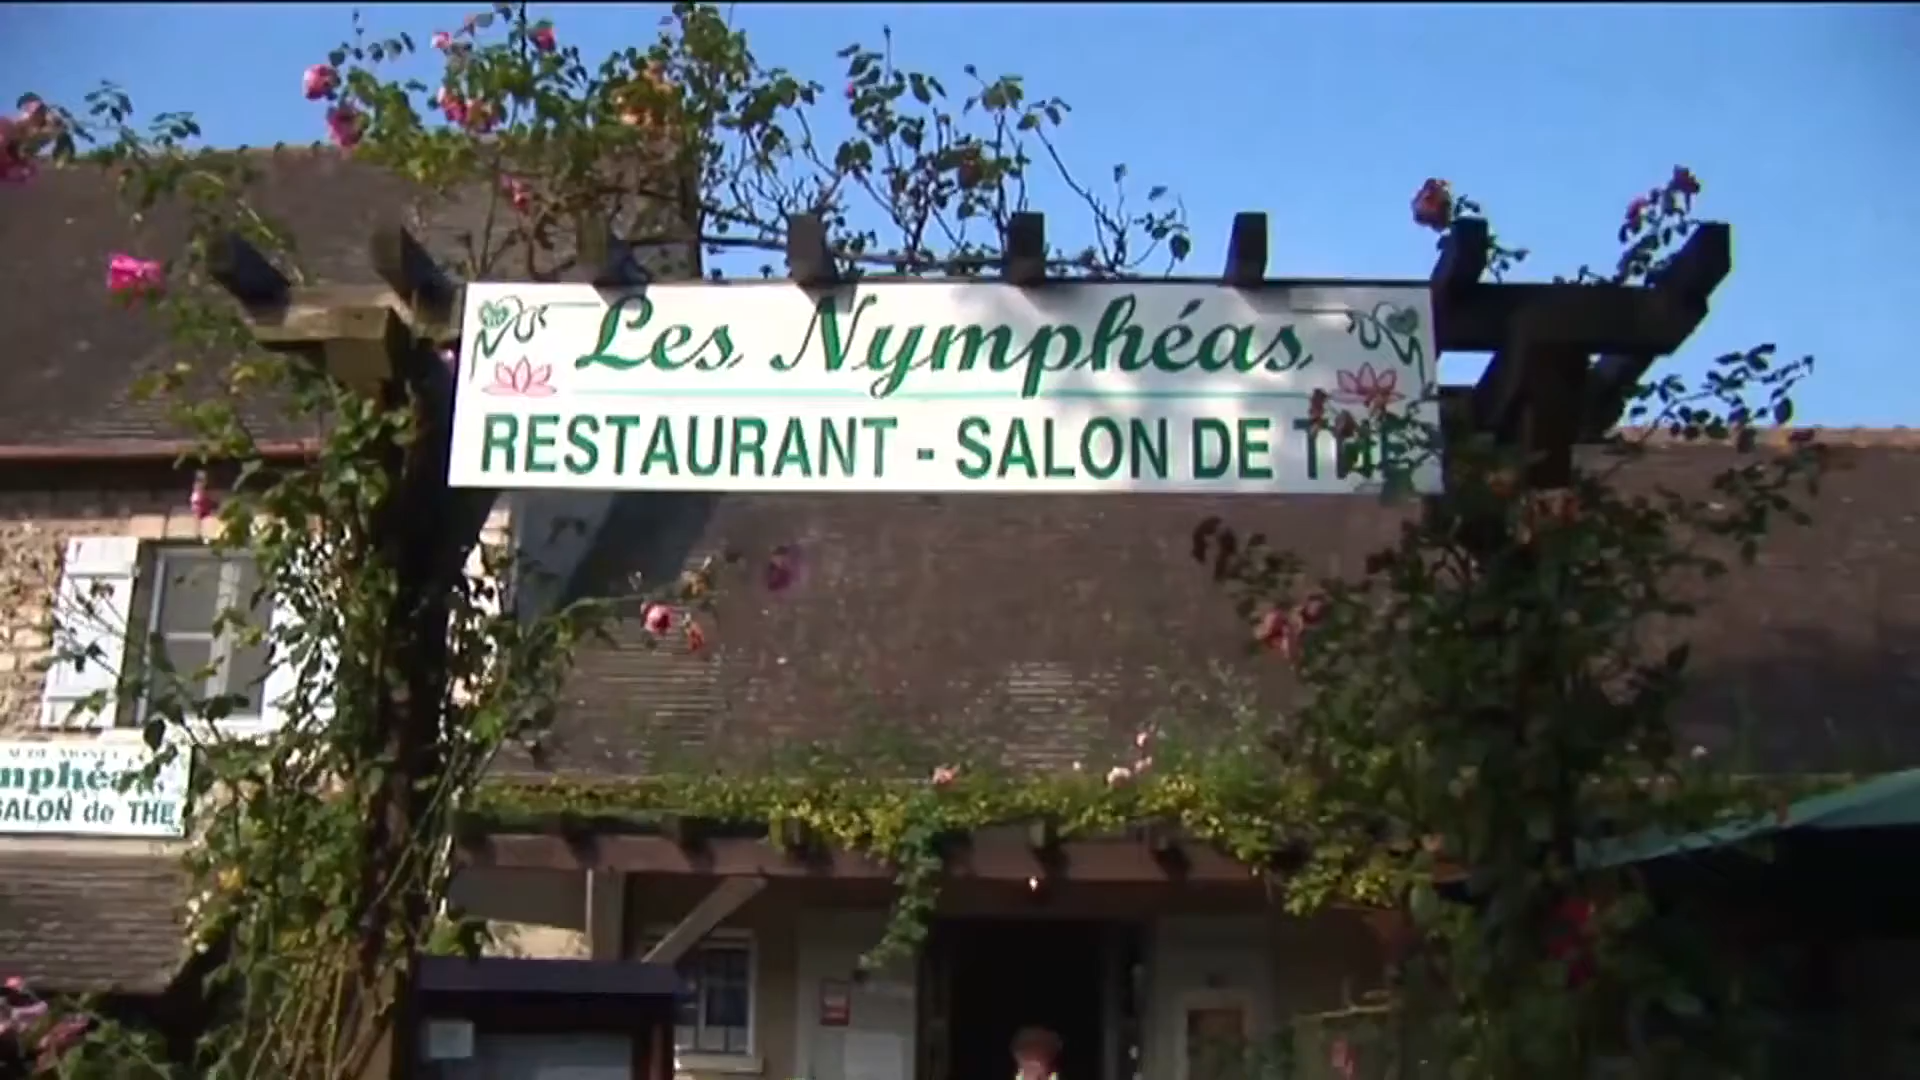 Les Nymphéas
RESTAURANT - SALON DE THE
mphéas
SALON de THE